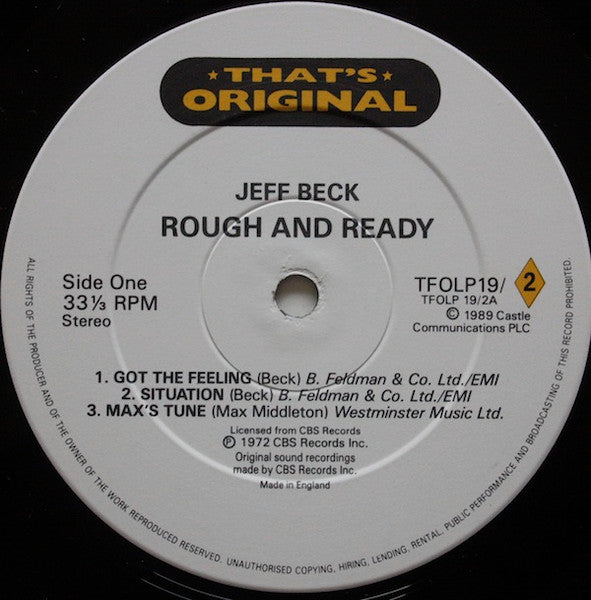 ★ THAT'S ★
ORIGINAL
JEFF BECK
ROUGH AND READY
Side One
33⅓ RPM
Stereo
TFOLP19/ 2
TFOLP 19/2A
© 1989 Castle
Communications PLC
1. GOT THE FEELING (Beck) B. Feldman & Co. Ltd./EMI
2. SITUATION (Beck) B. Feldman & Co. Ltd./EMI
3. MAX'S TUNE (Max Middleton) Westminster Music Ltd.
Licensed from CBS Records
℗ 1972 CBS Records Inc.
Original sound recordings
made by CBS Records Inc.
Made in England
ALL RIGHTS OF THE PRODUCER AND OF THE OWNER OF THE WORK REPRODUCED RESERVED. UNAUTHORISED COPYING, HIRING, LENDING, RENTAL, PUBLIC PERFORMANCE AND BROADCASTING OF THIS RECORD PROHIBITED.